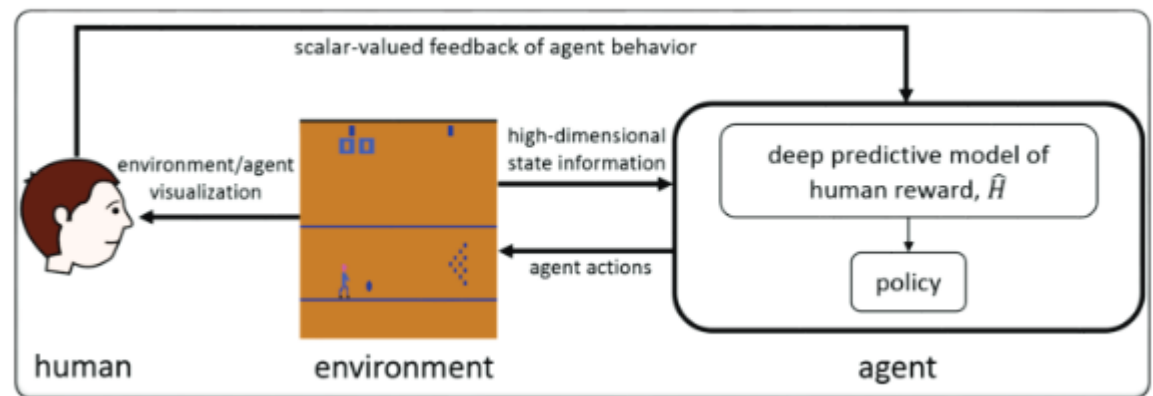 scalar-valued feedback of agent behavior
environment/agent
visualization
high-dimensional
state information
agent actions
deep predictive model of
human reward, Ĥ
policy
human
environment
agent